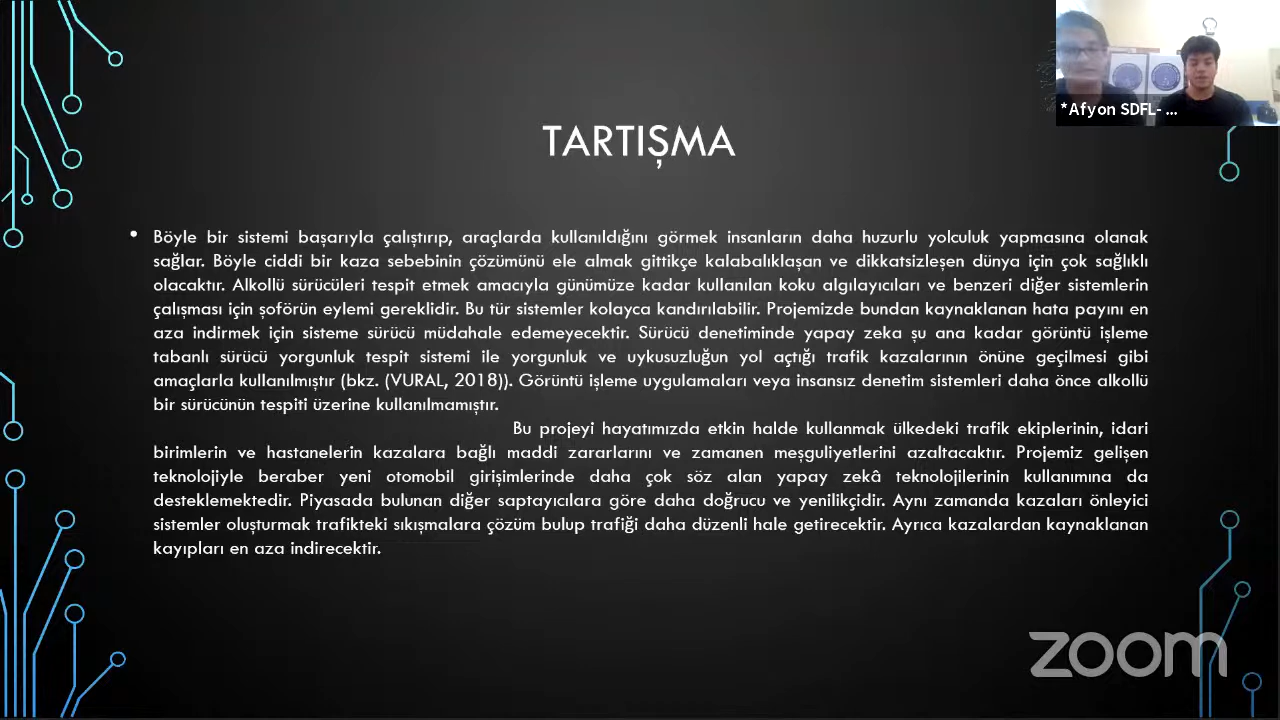 *Afyon SDFL- ...
TARTIŞMA
• Böyle bir sistemi başarıyla çalıştırıp, araçlarda kullanıldığını görmek insanların daha huzurlu yolculuk yapmasına olanak
sağlar. Böyle ciddi bir kaza sebebinin çözümünü ele almak gittikçe kalabalıklaşan ve dikkatsizleşen dünya için çok sağlıklı
olacaktır. Alkollü sürücüleri tespit etmek amacıyla günümüze kadar kullanılan koku algılayıcıları ve benzeri diğer sistemlerin
çalışması için şoförün eylemi gereklidir. Bu tür sistemler kolayca kandırılabilir. Projemizde bundan kaynaklanan hata payını en
aza indirmek için sisteme sürücü müdahale edemeyecektir. Sürücü denetiminde yapay zeka şu ana kadar görüntü işleme
tabanlı sürücü yorgunluk tespit sistemi ile yorgunluk ve uykusuzluğun yol açtığı trafik kazalarının önüne geçilmesi gibi
amaçlarla kullanılmıştır (bkz. (VURAL, 2018)). Görüntü işleme uygulamaları veya insansız denetim sistemleri daha önce alkollü
bir sürücünün tespiti üzerine kullanılmamıştır.
Bu projeyi hayatımızda etkin halde kullanmak ülkedeki trafik ekiplerinin, idari
birimlerin ve hastanelerin kazalara bağlı maddi zararlarını ve zamanen meşguliyetlerini azaltacaktır. Projemiz gelişen
teknolojiyle beraber yeni otomobil girişimlerinde daha çok söz alan yapay zekâ teknolojilerinin kullanımına da
desteklemektedir. Piyasada bulunan diğer saptayıcılara göre daha doğrucu ve yenilikçidir. Aynı zamanda kazaları önleyici
sistemler oluşturmak trafikteki sıkışmalara çözüm bulup trafiği daha düzenli hale getirecektir. Ayrıca kazalardan kaynaklanan
kayıpları en aza indirecektir.
zoom